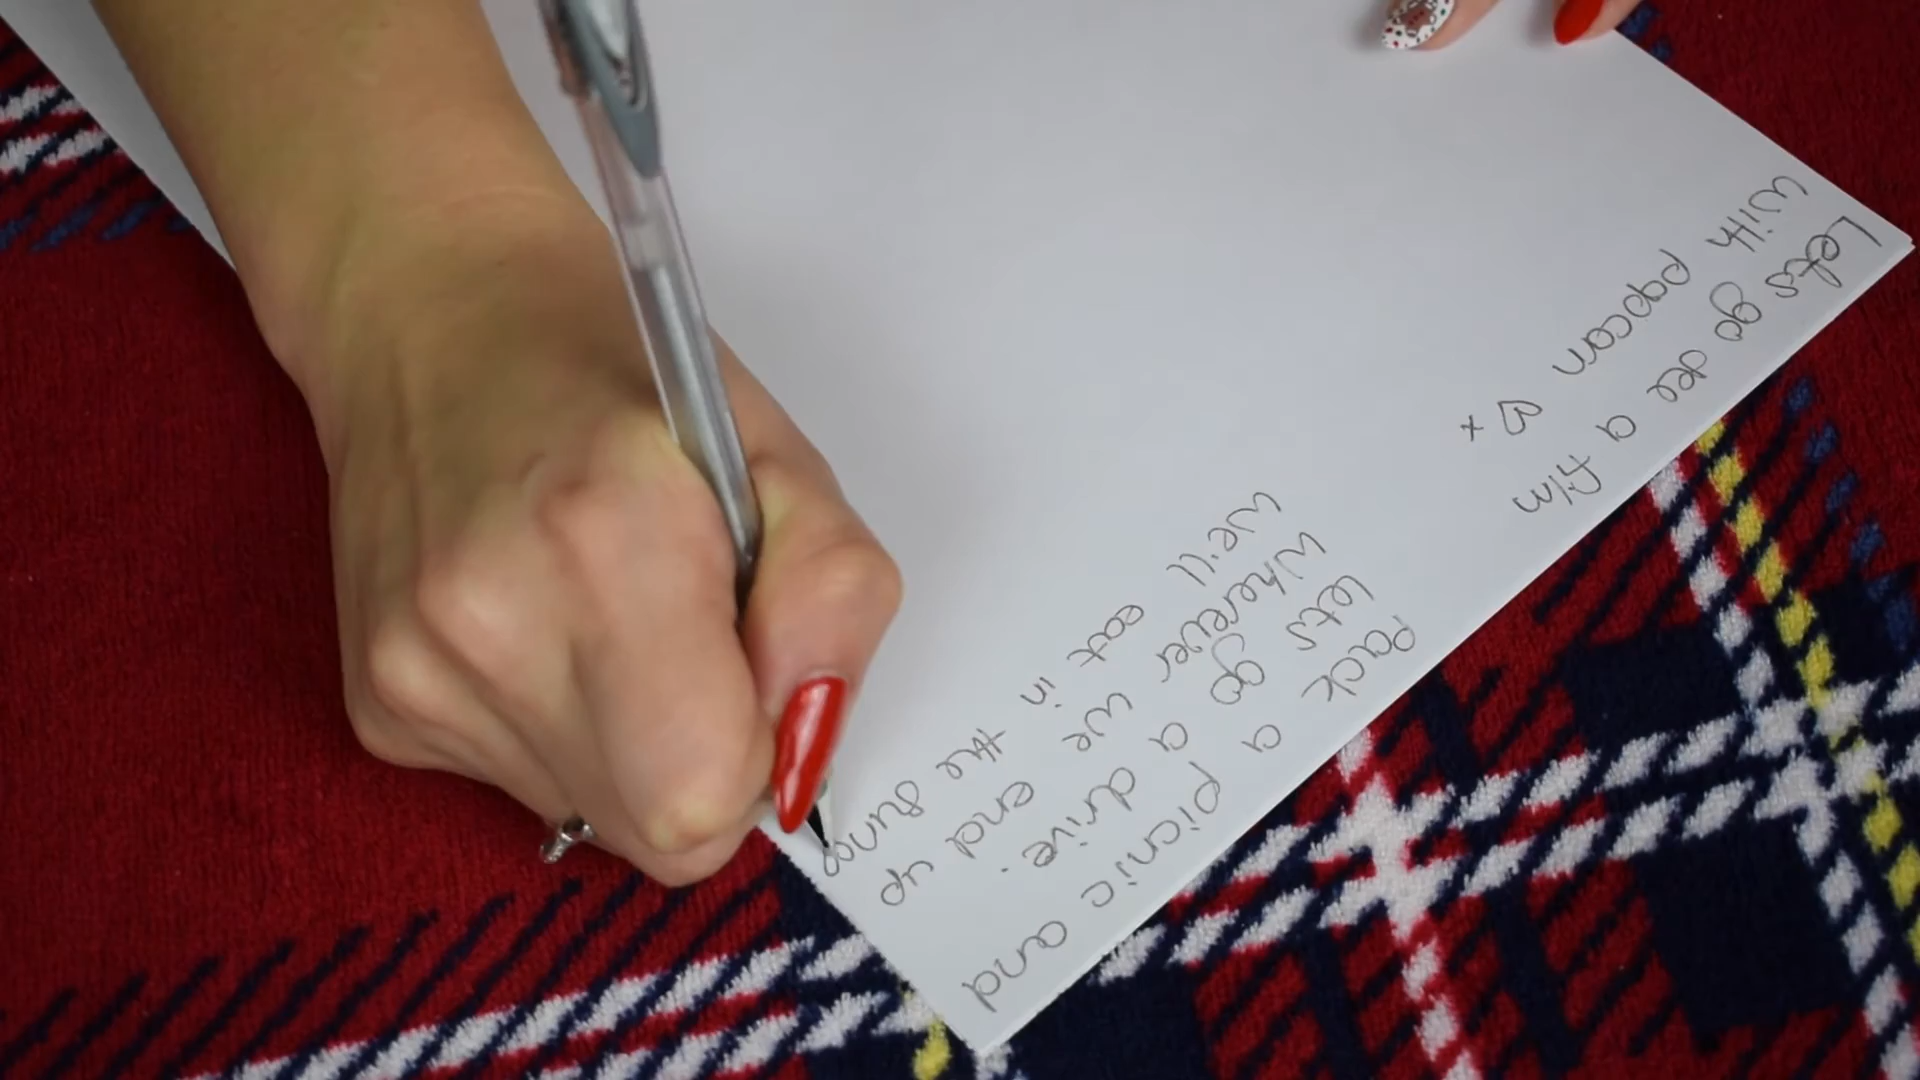 Lets go see a film
with popcorn ♡ x
Pack a picnic and
lets go a drive.
Wherever we end up
we'll eat in the sunno